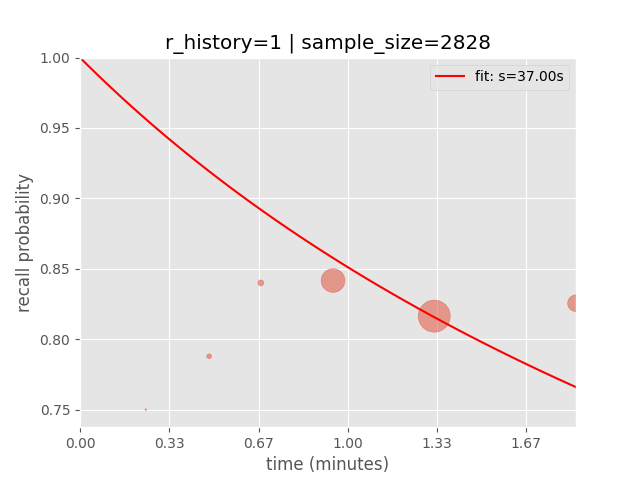 r_history=1 | sample_size=2828
fit: s=37.00s
1.00
0.95
0.90
0.85
0.80
0.75
recall probability
0.00 0.33 0.67 1.00 1.33 1.67
time (minutes)